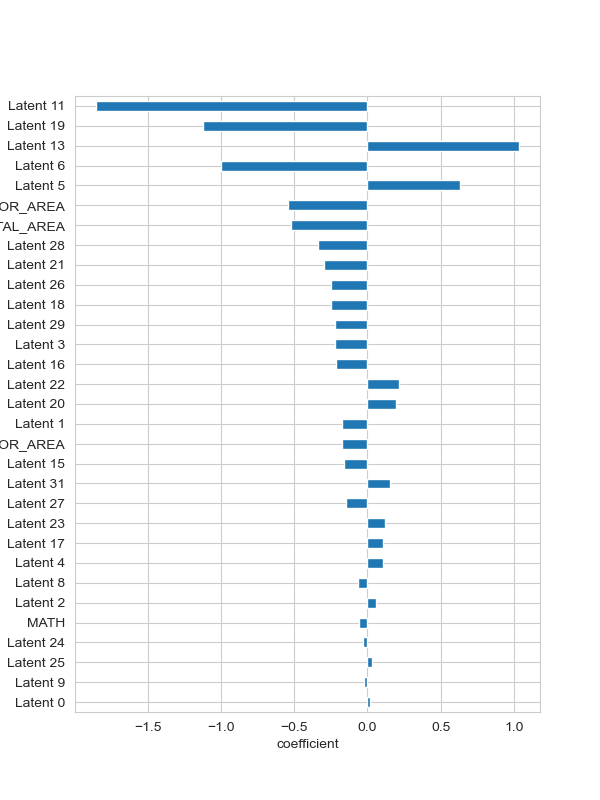 Latent 11
Latent 19
Latent 13
Latent 6
Latent 5
OR_AREA
TAL_AREA
Latent 28
Latent 21
Latent 26
Latent 18
Latent 29
Latent 3
Latent 16
Latent 22
Latent 20
Latent 1
OR_AREA
Latent 15
Latent 31
Latent 27
Latent 23
Latent 17
Latent 4
Latent 8
Latent 2
MATH
Latent 24
Latent 25
Latent 9
Latent 0
−1.5 −1.0 −0.5 0.0 0.5 1.0
coefficient